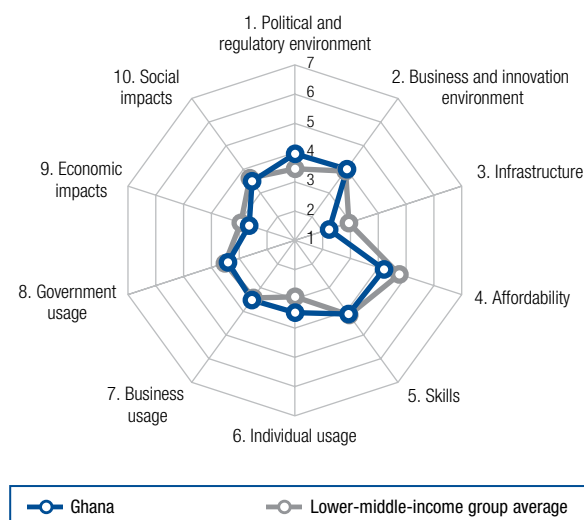 1. Political and
regulatory environment
10. Social
impacts
2. Business and innovation
environment
9. Economic
impacts
3. Infrastructure
8. Government
usage
4. Affordability
7. Business
usage
5. Skills
6. Individual usage
7
6
5
4
3
2
1
Ghana
Lower-middle-income group average